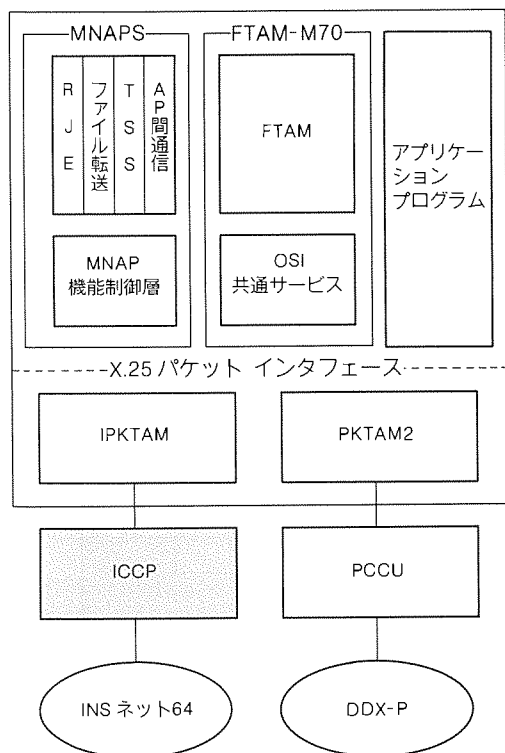 MNAPS
RJE
ファイル転送
TSS
AP間通信
MNAP
機能制御層
FTAM-M70
FTAM
OSI
共通サービス
アプリケー
ション
プログラム
X.25 パケット インタフェース
IPKTAM
PKTAM2
ICCP
PCCU
INS ネット64
DDX-P